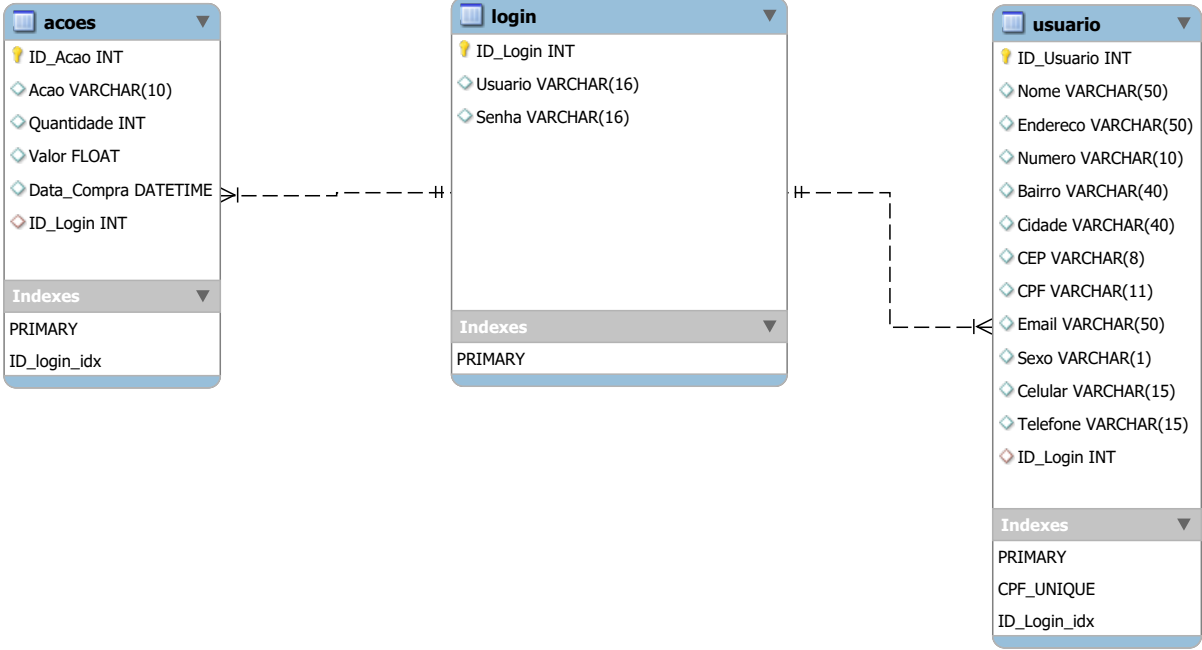 acoes
ID_Acao INT
Acao VARCHAR(10)
Quantidade INT
Valor FLOAT
Data_Compra DATETIME
ID_Login INT
Indexes
PRIMARY
ID_login_idx
login
ID_Login INT
Usuario VARCHAR(16)
Senha VARCHAR(16)
Indexes
PRIMARY
usuario
ID_Usuario INT
Nome VARCHAR(50)
Endereco VARCHAR(50)
Numero VARCHAR(10)
Bairro VARCHAR(40)
Cidade VARCHAR(40)
CEP VARCHAR(8)
CPF VARCHAR(11)
Email VARCHAR(50)
Sexo VARCHAR(1)
Celular VARCHAR(15)
Telefone VARCHAR(15)
ID_Login INT
Indexes
PRIMARY
CPF_UNIQUE
ID_Login_idx